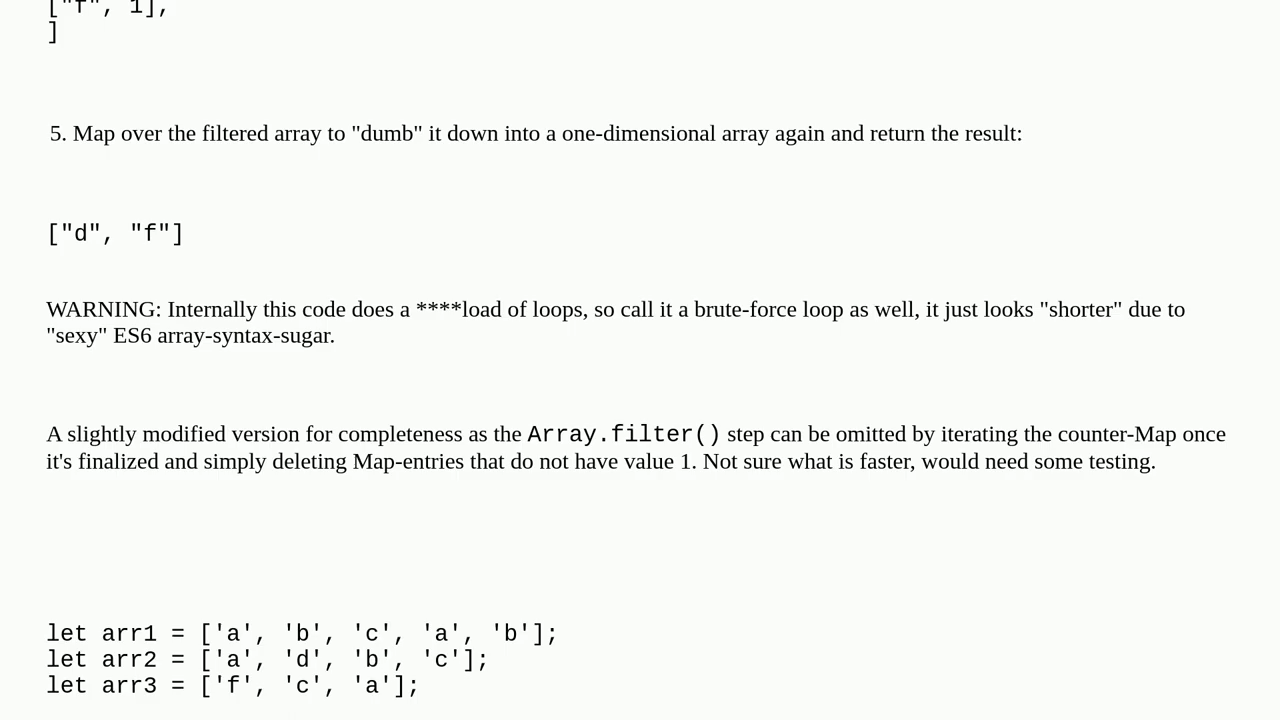 ["f", 1],
]
5. Map over the filtered array to "dumb" it down into a one-dimensional array again and return the result:
["d", "f"]
WARNING: Internally this code does a ****load of loops, so call it a brute-force loop as well, it just looks "shorter" due to
"sexy" ES6 array-syntax-sugar.
A slightly modified version for completeness as the Array.filter() step can be omitted by iterating the counter-Map once
it's finalized and simply deleting Map-entries that do not have value 1. Not sure what is faster, would need some testing.
let arr1 = ['a', 'b', 'c', 'a', 'b'];
let arr2 = ['a', 'd', 'b', 'c'];
let arr3 = ['f', 'c', 'a'];